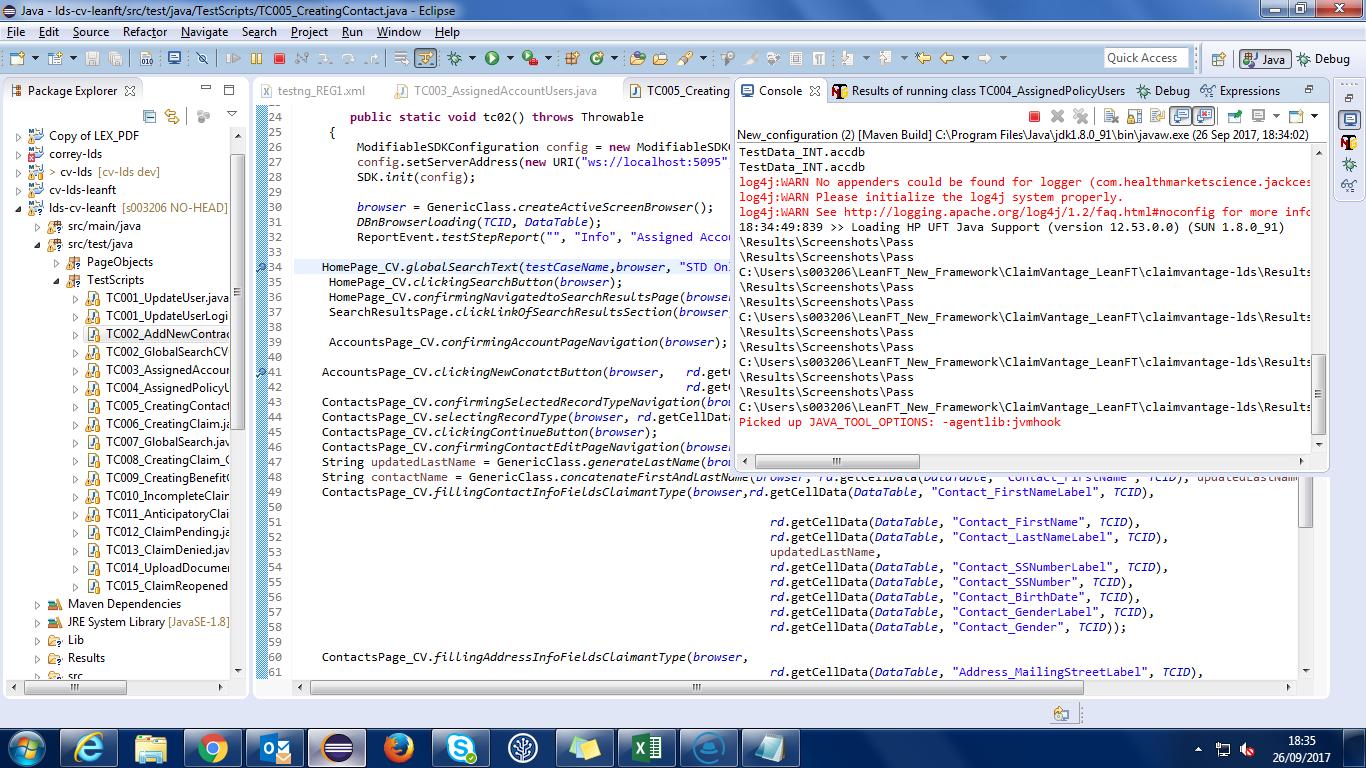 Java - lds-cv-leanft/src/test/java/TestScripts/TC005_CreatingContact.java - Eclipse
File Edit Source Refactor Navigate Search Project Run Window Help
Quick Access
Java
Debug
Package Explorer
Copy of LEX_PDF
correy-lds
> cv-lds [cv-lds dev]
cv-lds-leanft
lds-cv-leanft [s003206 NO-HEAD]
src/main/java
src/test/java
PageObjects
TestScripts
TC001_UpdateUser.java
TC001_UpdateUserLogi
TC002_AddNewContrac
TC002_GlobalSearchCV
TC003_AssignedAccour
TC004_AssignedPolicyU
TC005_CreatingContact
TC006_CreatingClaim.ja
TC007_GlobalSearch.jav
TC008_CreatingClaim_C
TC009_CreatingBenefit
TC010_IncompleteClain
TC011_AnticipatoryClai
TC012_ClaimPending.ja
TC013_ClaimDenied.jav
TC014_UploadDocume
TC015_ClaimReopened
Maven Dependencies
JRE System Library [JavaSE-1.8]
Lib
Results
src
testng_REG1.xml
TC003_AssignedAccountUsers.java
TC005_Creating
24 public static void tc02() throws Throwable
25 {
26 ModifiableSDKConfiguration config = new ModifiableSDKC
27 config.setServerAddress(new URI("ws://localhost:5095"
28 SDK.init(config);
29
30 browser = GenericClass.createActiveScreenBrowser();
31 DBnBrowserloading(TCID, DataTable);
32 ReportEvent.testStepReport("", "Info", "Assigned Acco
34 HomePage_CV.globalSearchText(testCaseName,browser, "STD Onl
35 HomePage_CV.clickingSearchButton(browser);
36 HomePage_CV.confirmingNavigatedtoSearchResultsPage(browse
37 SearchResultsPage.clickLinkOfSearchResultsSection(browser
38
39 AccountsPage_CV.confirmingAccountPageNavigation(browser);
40
41 AccountsPage_CV.clickingNewConatctButton(browser, rd.getC
42 rd.getC
43 ContactsPage_CV.confirmingSelectedRecordTypeNavigation(brow
44 ContactsPage_CV.selectingRecordType(browser, rd.getCellData
45 ContactsPage_CV.clickingContinueButton(browser);
46 ContactsPage_CV.confirmingContactEditPageNavigation(browser
47 String updatedLastName = GenericClass.generateLastName(brow
48 String contactName = GenericClass.concatenateFirstAndLastName(browser, rd.getCellData(DataTable, "Contact_FirstName", TCID), updatedLastName
49 ContactsPage_CV.fillingContactInfoFieldsClaimantType(browser,rd.getCellData(DataTable, "Contact_FirstNameLabel", TCID),
50
51 rd.getCellData(DataTable, "Contact_FirstName", TCID),
52 rd.getCellData(DataTable, "Contact_LastNameLabel", TCID),
53 updatedLastName,
54 rd.getCellData(DataTable, "Contact_SSNumberLabel", TCID),
55 rd.getCellData(DataTable, "Contact_SSNumber", TCID),
56 rd.getCellData(DataTable, "Contact_BirthDate", TCID),
57 rd.getCellData(DataTable, "Contact_GenderLabel", TCID),
58 rd.getCellData(DataTable, "Contact_Gender", TCID));
59
60 ContactsPage_CV.fillingAddressInfoFieldsClaimantType(browser,
61 rd.getCellData(DataTable, "Address_MailingStreetLabel", TCID),
Console
Results of running class TC004_AssignedPolicyUsers
Debug
Expressions
New_configuration (2) [Maven Build] C:\Program Files\Java\jdk1.8.0_91\bin\javaw.exe (26 Sep 2017, 18:34:02)
TestData_INT.accdb
TestData_INT.accdb
log4j:WARN No appenders could be found for logger (com.healthmarketscience.jackces
log4j:WARN Please initialize the log4j system properly.
log4j:WARN See http://logging.apache.org/log4j/1.2/faq.html#noconfig for more info
18:34:49:839 >> Loading HP UFT Java Support (version 12.53.0.0) (SUN 1.8.0_91)
\Results\Screenshots\Pass
\Results\Screenshots\Pass
C:\Users\s003206\LeanFT_New_Framework\ClaimVantage_LeanFT\claimvantage-lds\Results
\Results\Screenshots\Pass
\Results\Screenshots\Pass
C:\Users\s003206\LeanFT_New_Framework\ClaimVantage_LeanFT\claimvantage-lds\Results
\Results\Screenshots\Pass
\Results\Screenshots\Pass
C:\Users\s003206\LeanFT_New_Framework\ClaimVantage_LeanFT\claimvantage-lds\Results
\Results\Screenshots\Pass
\Results\Screenshots\Pass
C:\Users\s003206\LeanFT_New_Framework\ClaimVantage_LeanFT\claimvantage-lds\Results
Picked up JAVA_TOOL_OPTIONS: -agentlib:jvmhook
18:35
26/09/2017